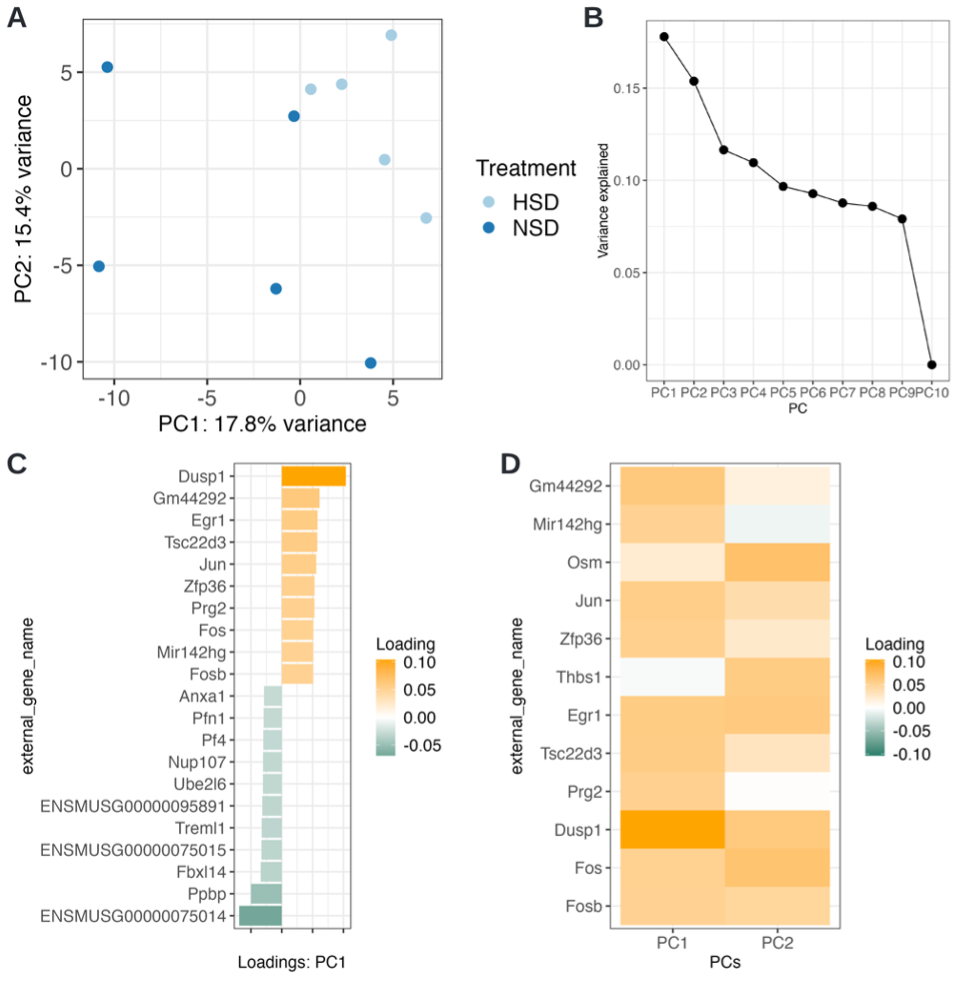 A
5
0
-5
-10
-10
-5
0
5
PC2: 15.4% variance
PC1: 17.8% variance
Treatment
HSD
NSD
B
0.15
0.10
0.05
0.00
Variance explained
PC1 PC2 PC3 PC4 PC5 PC6 PC7 PC8 PC9 PC10
PC
C
external_gene_name
Dusp1
Gm44292
Egr1
Tsc22d3
Jun
Zfp36
Prg2
Fos
Mir142hg
Fosb
Anxa1
Pfn1
Pf4
Nup107
Ube2l6
ENSMUSG00000095891
Treml1
ENSMUSG00000075015
Fbxl14
Ppbp
ENSMUSG00000075014
Loadings: PC1
Loading
0.10
0.05
0.00
-0.05
D
external_gene_name
Gm44292
Mir142hg
Osm
Jun
Zfp36
Thbs1
Egr1
Tsc22d3
Prg2
Dusp1
Fos
Fosb
PC1 PC2
PCs
Loading
0.10
0.05
0.00
-0.05
-0.10